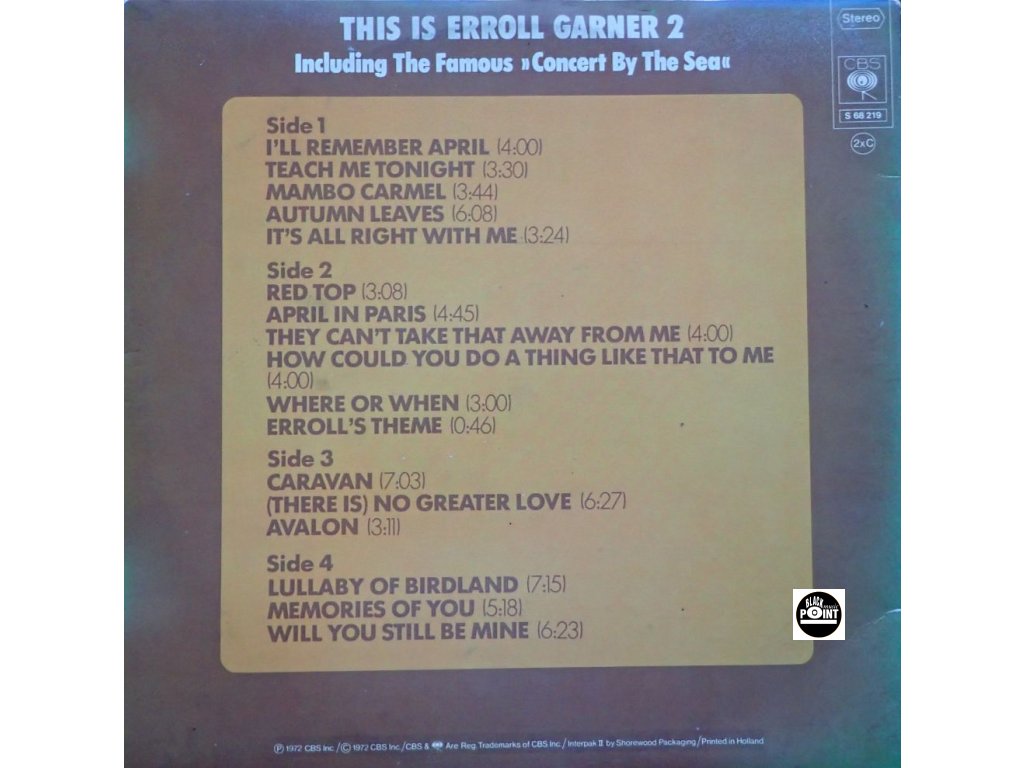 THIS IS ERROLL GARNER 2
Including The Famous »Concert By The Sea«
Stereo
CBS
S 68 219
2xC
Side 1
I'LL REMEMBER APRIL (4:00)
TEACH ME TONIGHT (3:30)
MAMBO CARMEL (3:44)
AUTUMN LEAVES (6:08)
IT'S ALL RIGHT WITH ME (3:24)
Side 2
RED TOP (3:08)
APRIL IN PARIS (4:45)
THEY CAN'T TAKE THAT AWAY FROM ME (4:00)
HOW COULD YOU DO A THING LIKE THAT TO ME
(4:00)
WHERE OR WHEN (3:00)
ERROLL'S THEME (0:46)
Side 3
CARAVAN (7:03)
(THERE IS) NO GREATER LOVE (6:27)
AVALON (3:11)
Side 4
LULLABY OF BIRDLAND (7:15)
MEMORIES OF YOU (5:18)
WILL YOU STILL BE MINE (6:23)
BLACK music
POINT
Ⓟ 1972 CBS Inc./© 1972 CBS Inc./CBS & Are Reg. Trademarks of CBS Inc./Interpak II by Shorewood Packaging/Printed in Holland